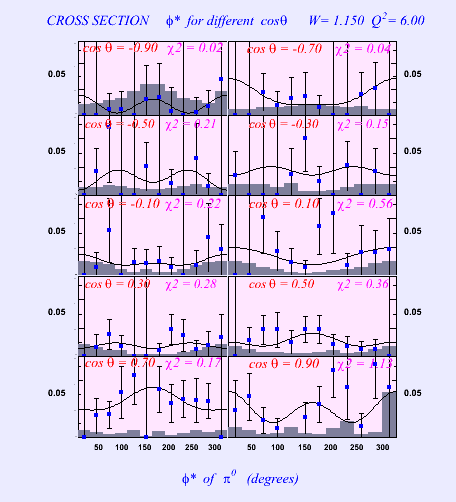 CROSS SECTION ϕ* for different cosθ W= 1.150 Q²= 6.00
cos θ = -0.90 χ2 = 0.02 cos θ = -0.70 χ2 = 0.04
0.05 0.05
cos θ = -0.50 χ2 = 0.21 cos θ = -0.30 χ2 = 0.15
0.05 0.05
cos θ = -0.10 χ2 = 0.22 cos θ = 0.10 χ2 = 0.56
0.05 0.05
cos θ = 0.30 χ2 = 0.28 cos θ = 0.50 χ2 = 0.36
0.05 0.05
cos θ = 0.70 χ2 = 0.17 cos θ = 0.90
0.05 0.05
50 100 150 200 250 300 50 100 150 200 250 300
ϕ* of π⁰ (degrees)